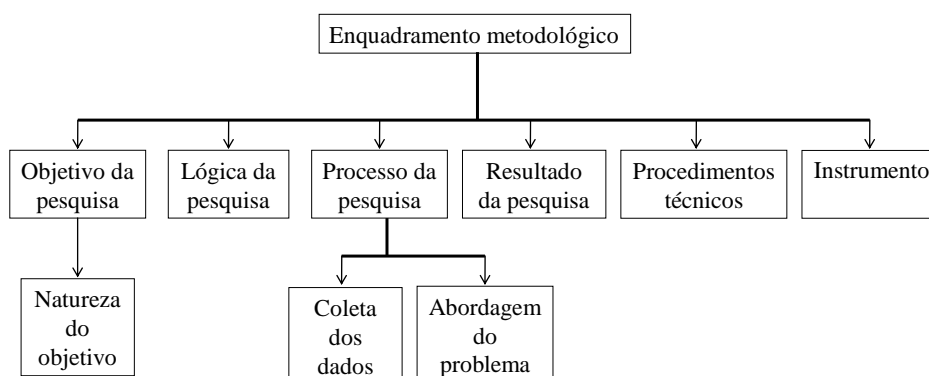 Enquadramento metodológico
Objetivo da
pesquisa
Lógica da
pesquisa
Processo da
pesquisa
Resultado
da pesquisa
Procedimentos
técnicos
Instrumento
Natureza
do
objetivo
Coleta
dos
dados
Abordagem
do
problema